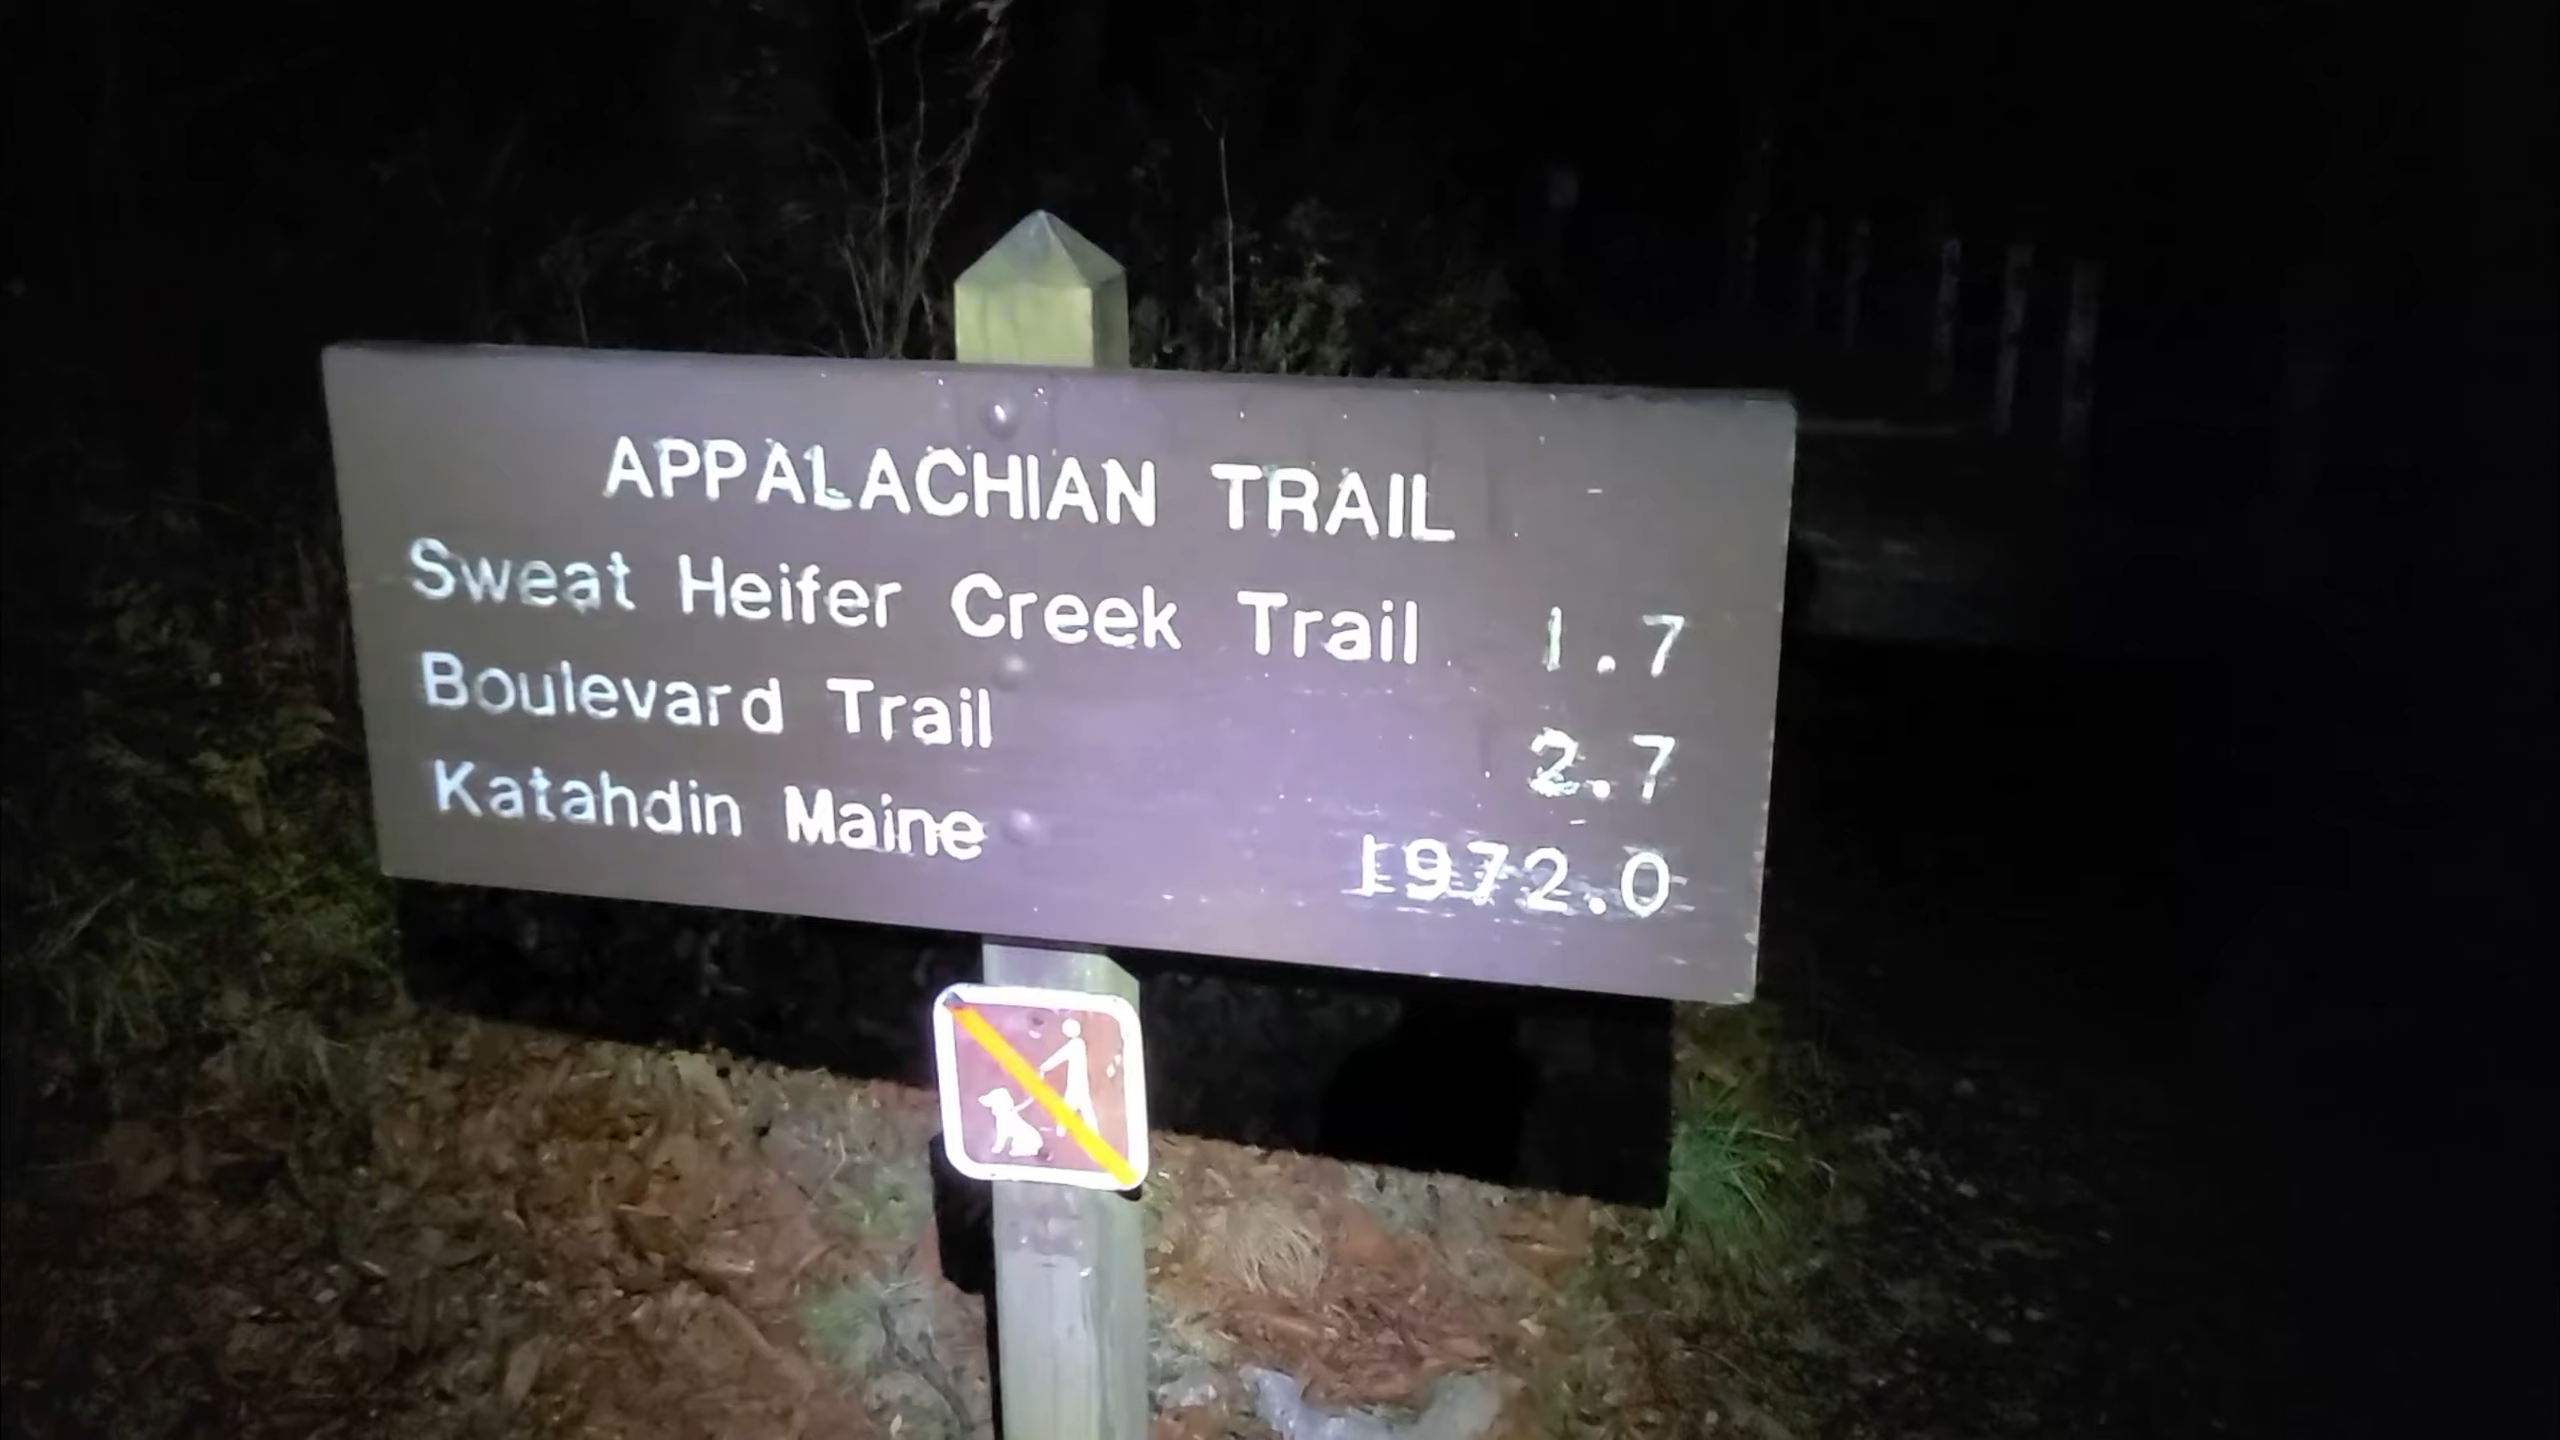 APPALACHIAN TRAIL
Sweat Heifer Creek Trail 1.7
Boulevard Trail 2.7
Katahdin Maine 1972.0